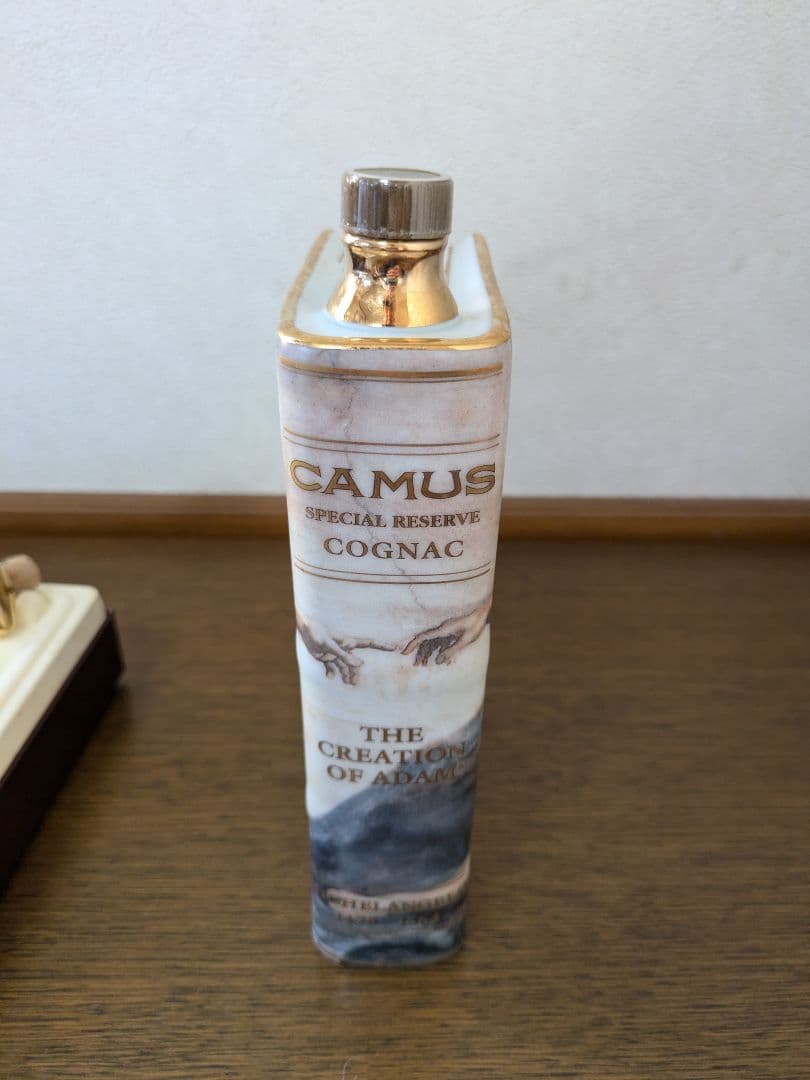 CAMUS
SPECIAL RESERVE
COGNAC
THE
CREATION
OF ADAM